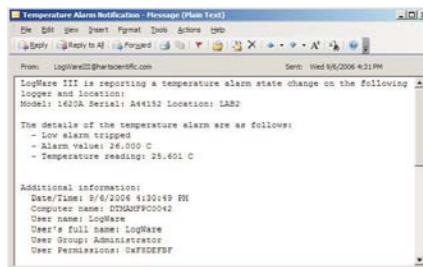 Temperature Alarm Notification - Message (Plain Text)
File Edit View Insert Format Tools Actions Help
Reply Reply to All Forward
From: LogWareIII@hartscientific.com Sent: Wed 9/6/2006 4:31 PM
LogWare III is reporting a temperature alarm state change on the following
logger and location:
Model: 1620A Serial: A44152 Location: LAB2
The details of the temperature alarm are as follows:
- Low alarm tripped
- Alarm value: 26.000 C
- Temperature reading: 25.601 C
Additional information:
Date/Time: 9/6/2006 4:30:49 PM
Computer name: DTMAMFPC0042
User name: LogWare
User's full name: LogWare
User Group: Administrator
User Permissions: 0xF8DEFBF